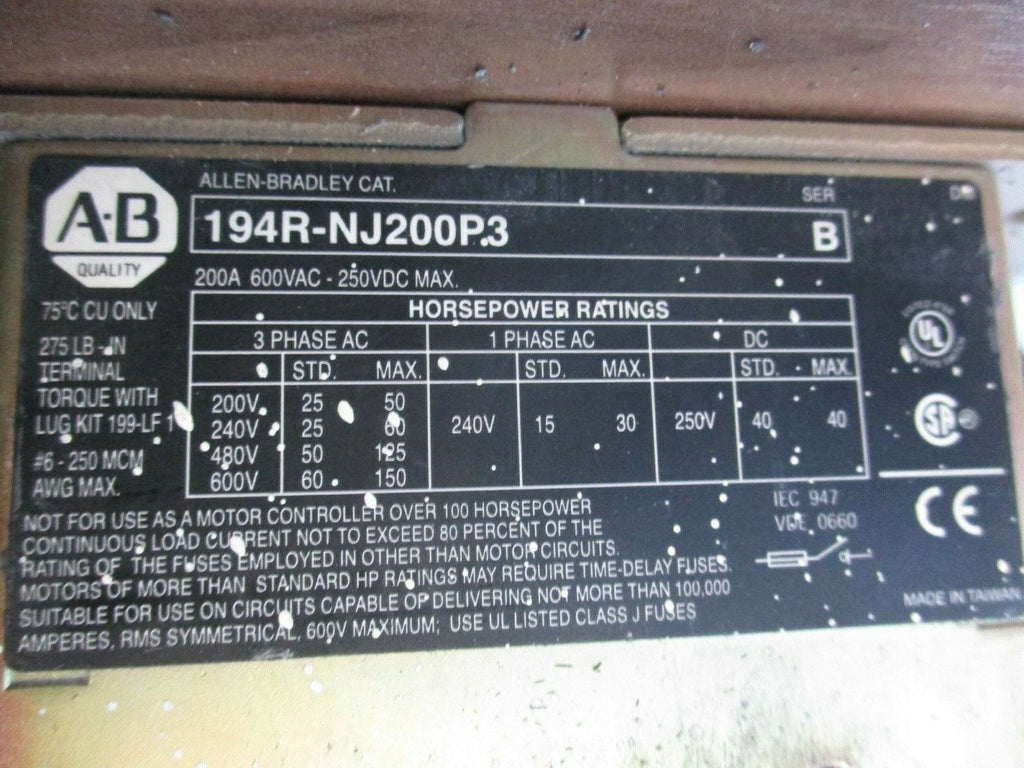 A-B
QUALITY
ALLEN-BRADLEY CAT.
SER
194R-NJ200P3
B
200A 600VAC - 250VDC MAX.
75°C CU ONLY
275 LB - IN
TERMINAL
TORQUE WITH
LUG KIT 199-LF 1
#6 - 250 MCM
AWG MAX.
HORSEPOWER RATINGS
3 PHASE AC 1 PHASE AC DC
STD. MAX. STD. MAX. STD. MAX.
200V 25 50
240V 25 60 240V 15 30 250V 40 40
480V 50 125
600V 60 150
UL
SA
CE
IEC 947
VDE 0660
NOT FOR USE AS A MOTOR CONTROLLER OVER 100 HORSEPOWER
CONTINUOUS LOAD CURRENT NOT TO EXCEED 80 PERCENT OF THE
RATING OF THE FUSES EMPLOYED IN OTHER THAN MOTOR CIRCUITS.
MOTORS OF MORE THAN STANDARD HP RATINGS MAY REQUIRE TIME-DELAY FUSES.
SUITABLE FOR USE ON CIRCUITS CAPABLE OF DELIVERING NOT MORE THAN 100,000
AMPERES, RMS SYMMETRICAL, 600V MAXIMUM; USE UL LISTED CLASS J FUSES
MADE IN TAIWAN